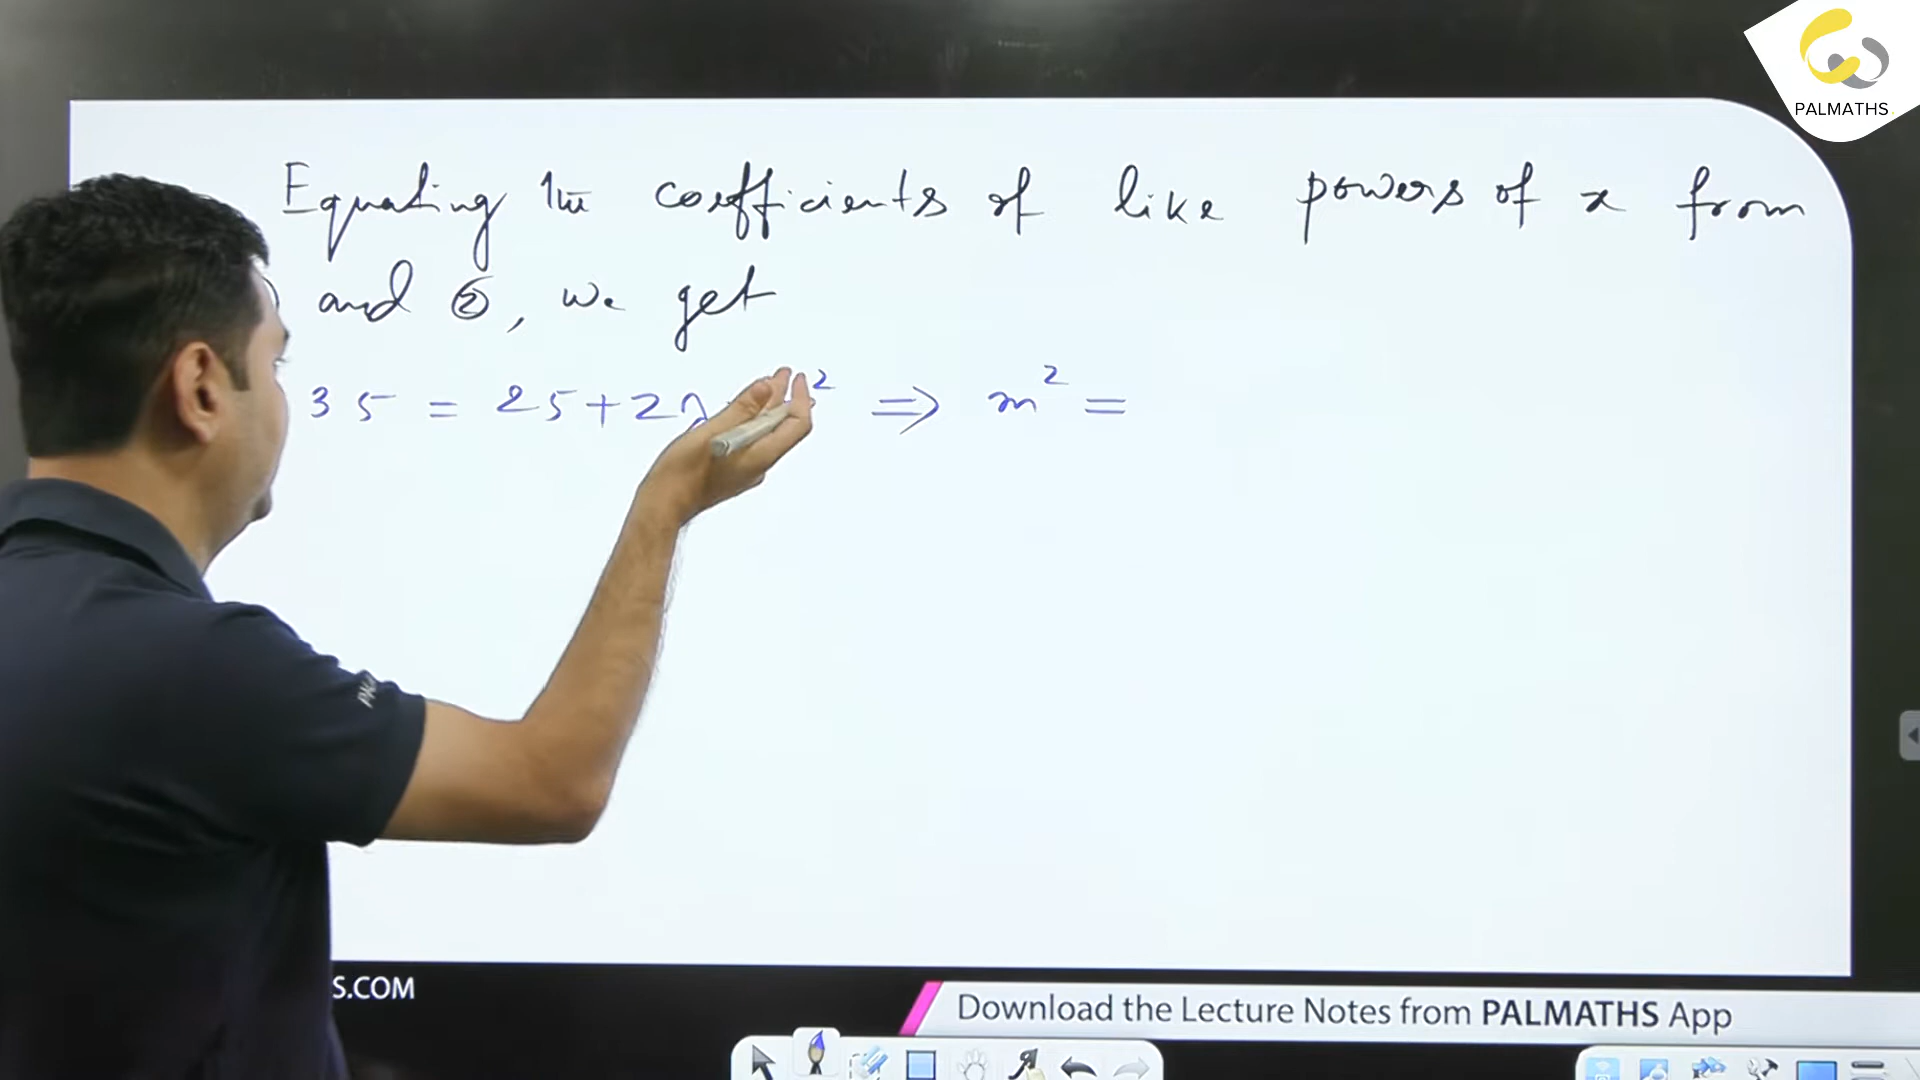 PALMATHS.
Equating the coefficients of like powers of x from
and ②, we get
35 = 25 + 2λ 2 ⇒ m² =
S.COM
Download the Lecture Notes from PALMATHS App